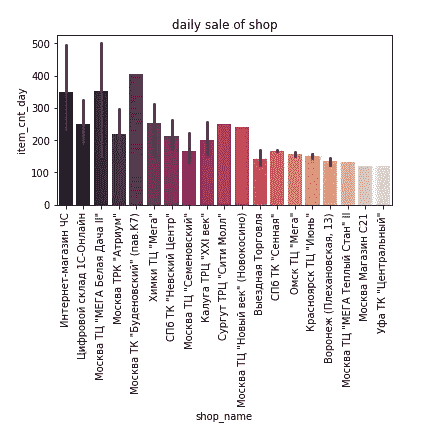 daily sale of shop
500
400
300
200
100
0
item_cnt_day
Интернет-магазин ЧС
Цифровой склад 1С-Онлайн
Москва ТЦ "МЕГА Белая Дача II"
Москва ТРК "Атриум"
Москва ТК "Буденовский" (пав.К7)
Химки ТЦ "Мега"
СПб ТК "Невский Центр"
Москва ТЦ "Семеновский"
Калуга ТРЦ "XXI век"
Сургут ТРЦ "Сити Молл"
Москва ТЦ "Новый век" (Новокосино)
Выездная Торговля
СПб ТК "Сенная"
Омск ТЦ "Мега"
Красноярск ТЦ "Июнь"
Воронеж (Плехановская, 13)
Москва ТЦ "МЕГА Теплый Стан" II
Москва Магазин С21
Уфа ТК "Центральный"
shop_name